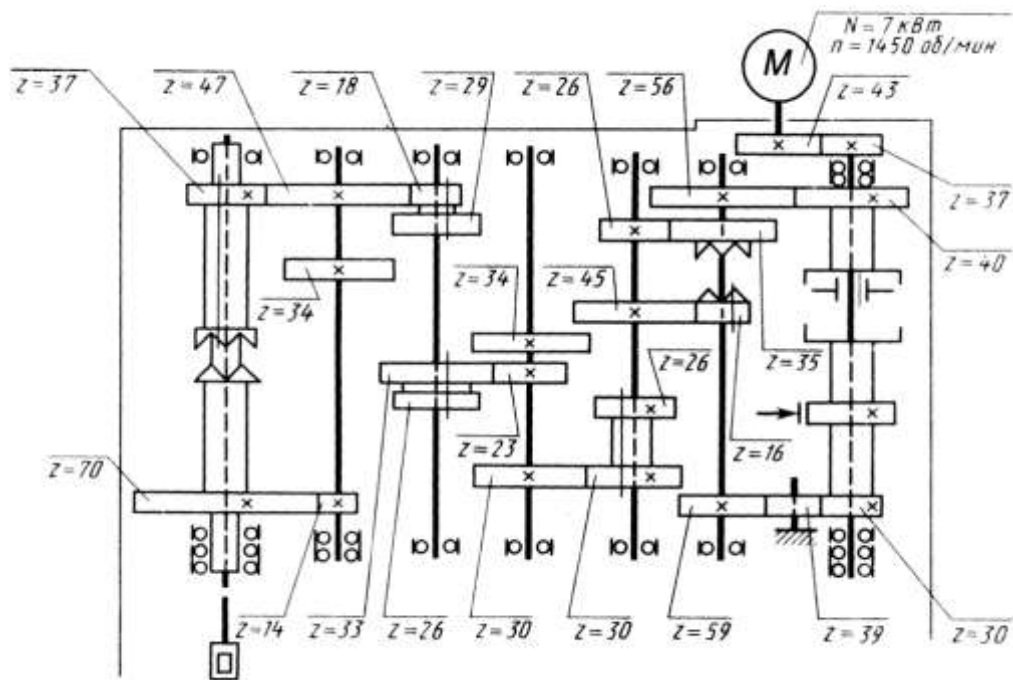 N = 7 кВт
n = 1450 об/мин
M
z=37
z=47
z=18
z=29
z=26
z=56
z=43
z=37
z=40
z=34
z=34
z=45
z=35
z=26
z=23
z=16
z=70
z=14
z=33
z=26
z=30
z=30
z=59
z=39
z=30